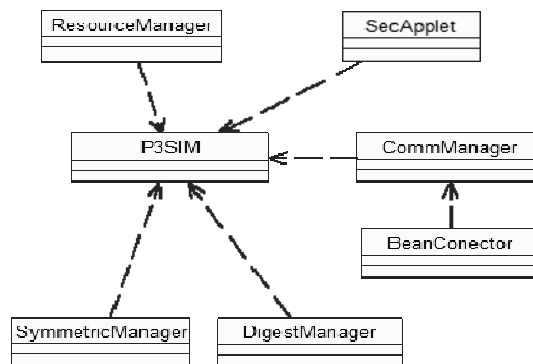 ResourceManager
SecApplet
P3SIM
CommManager
BeanConector
SymmetricManager
DigestManager